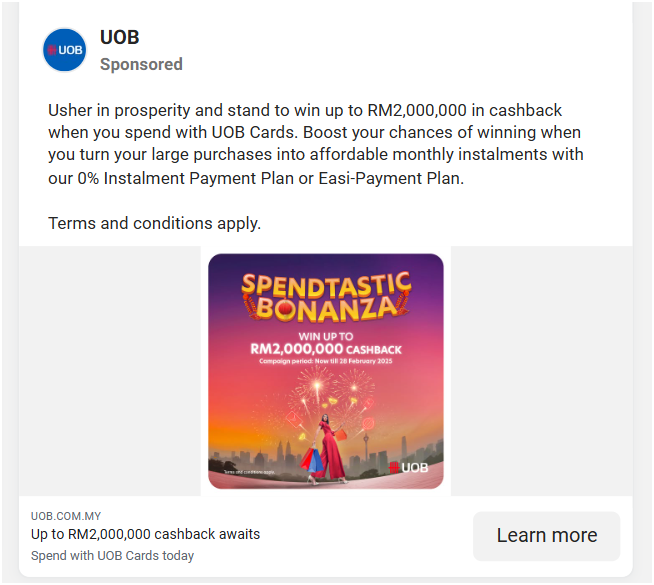 UOB
UOB
Sponsored
Usher in prosperity and stand to win up to RM2,000,000 in cashback
when you spend with UOB Cards. Boost your chances of winning when
you turn your large purchases into affordable monthly instalments with
our 0% Instalment Payment Plan or Easi-Payment Plan.
Terms and conditions apply.
SPENDTASTIC
BONANZA
WIN UP TO
RM2,000,000 CASHBACK
Campaign period: Now till 28 February 2025
Terms and conditions apply.
UOB
UOB.COM.MY
Up to RM2,000,000 cashback awaits
Spend with UOB Cards today
Learn more